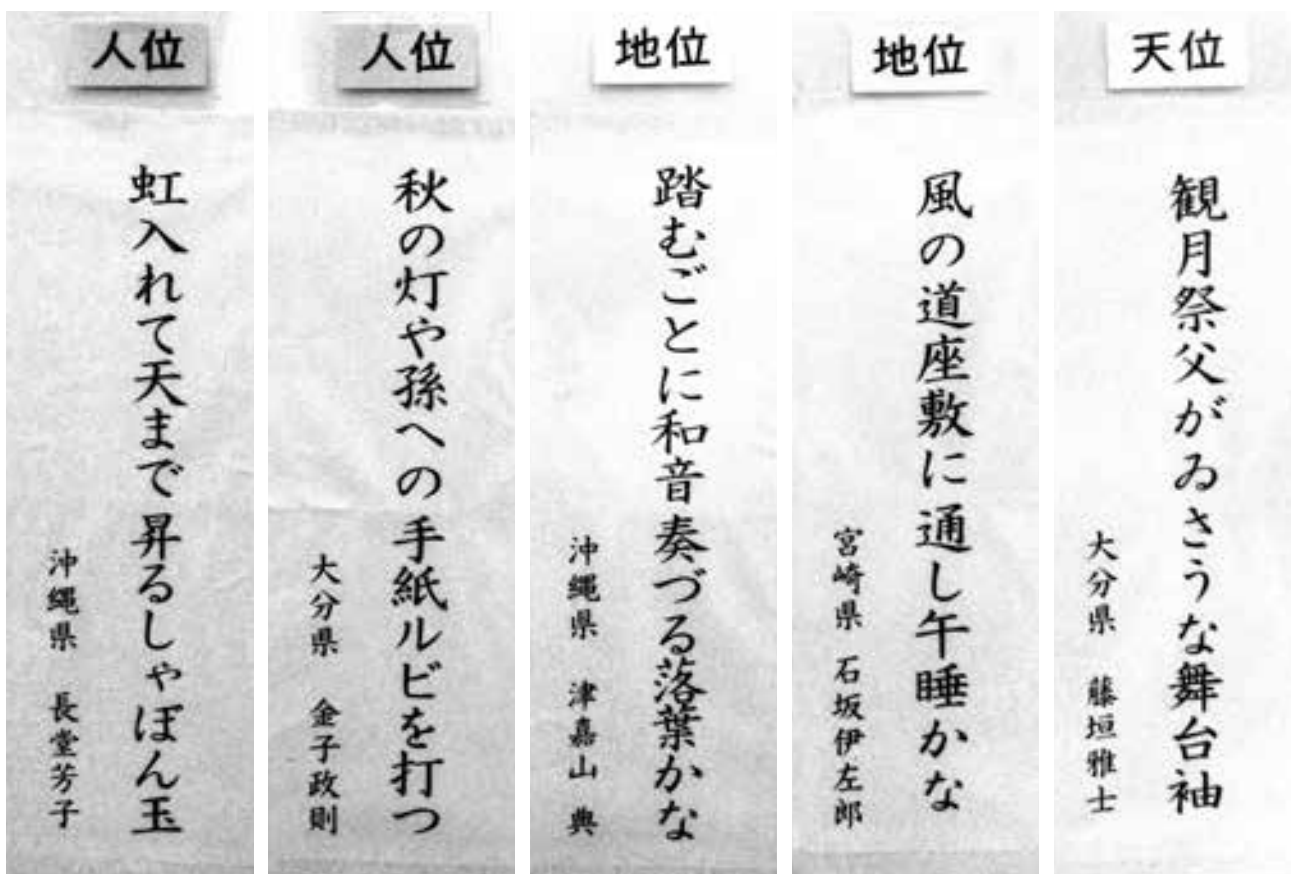 天位
観月祭父がゐさうな舞台袖
大分県 藤垣雅士
地位
風の道座敷に通し午睡かな
宮崎県 石坂伊左郎
地位
踏むごとに和音奏づる落葉かな
沖縄県 津嘉山 典
人位
秋の灯や孫への手紙ルビを打つ
大分県 金子政則
人位
虹入れて天まで昇るしゃぼん玉
沖縄県 長堂芳子